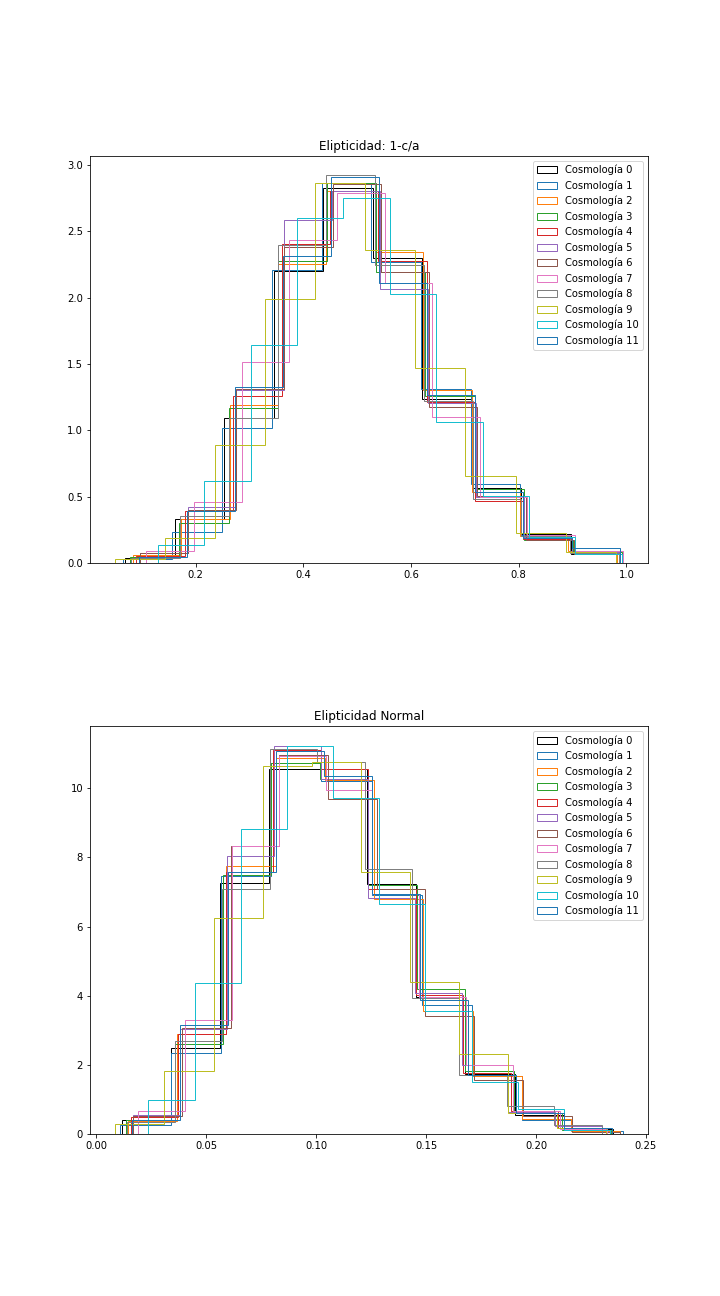 Elipticidad: 1-c/a
3.0
2.5
2.0
1.5
1.0
0.5
0.0
0.2 0.4 0.6 0.8 1.0
Cosmología 0
Cosmología 1
Cosmología 2
Cosmología 3
Cosmología 4
Cosmología 5
Cosmología 6
Cosmología 7
Cosmología 8
Cosmología 9
Cosmología 10
Cosmología 11
Elipticidad Normal
10
8
6
4
2
0
0.00 0.05 0.10 0.15 0.20 0.25
Cosmología 0
Cosmología 1
Cosmología 2
Cosmología 3
Cosmología 4
Cosmología 5
Cosmología 6
Cosmología 7
Cosmología 8
Cosmología 9
Cosmología 10
Cosmología 11